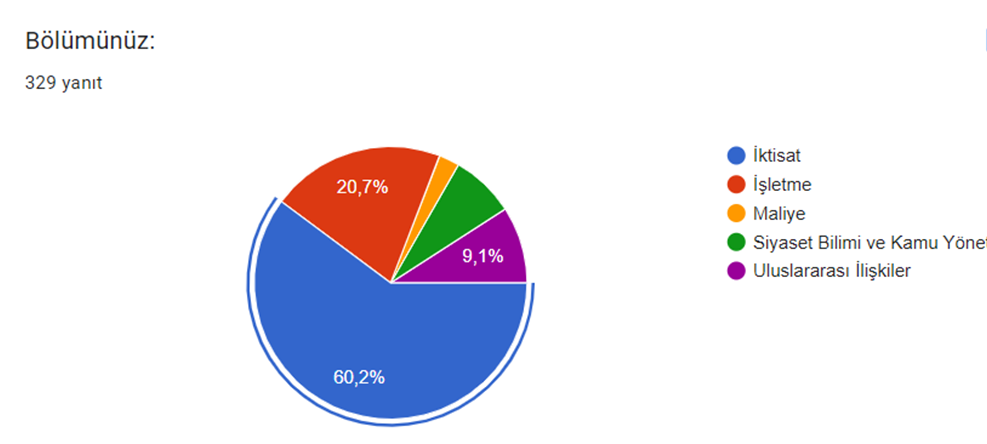 Bölümünüz:
329 yanıt
20,7%
9,1%
60,2%
İktisat
İşletme
Maliye
Siyaset Bilimi ve Kamu Yönet
Uluslararası İlişkiler